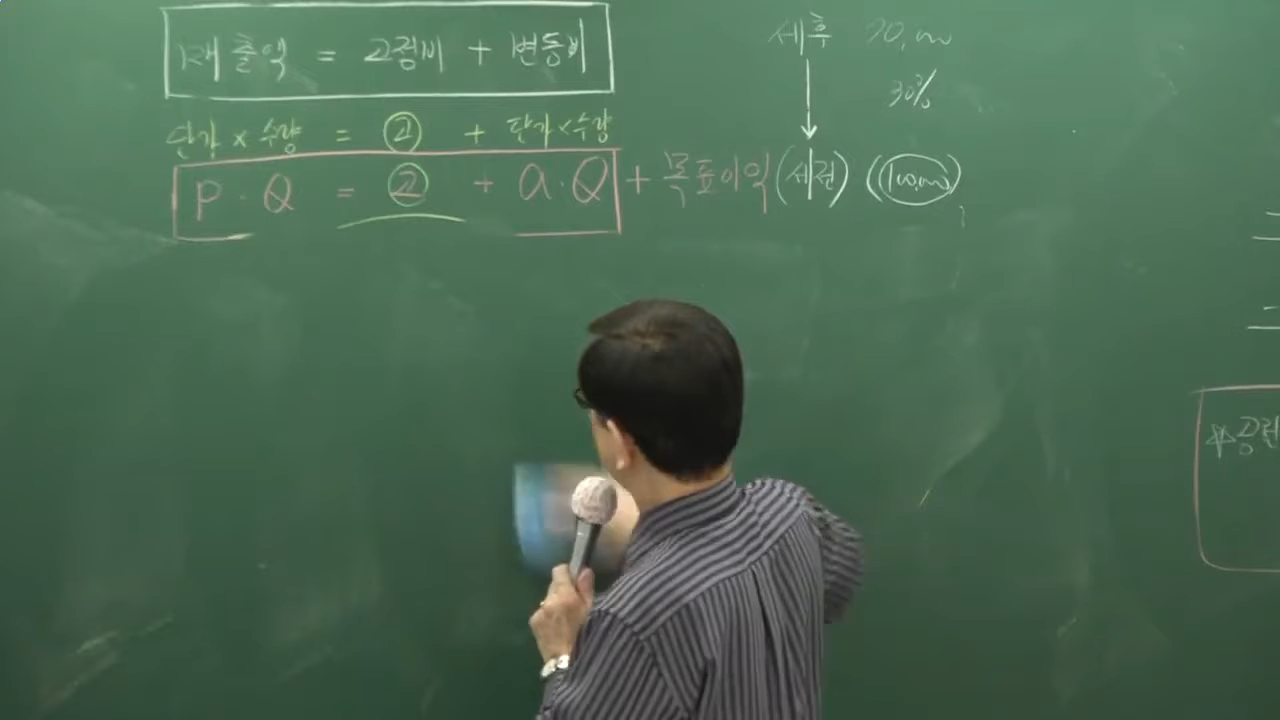 매출액 = 고정비 + 변동비
단가 × 수량 = ② + 단가 × 수량
P · Q = ② + a · Q + 목표이익 (세전) (100,000)
세후 70,000
30%